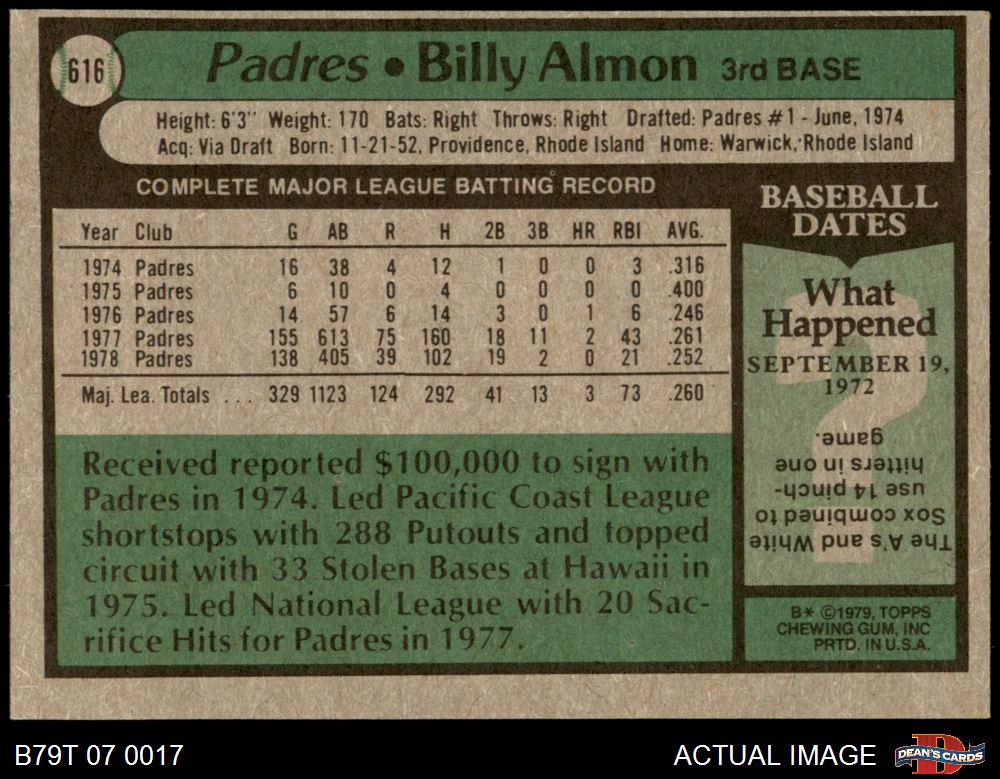 616
Padres • Billy Almon 3rd BASE
Height: 6'3" Weight: 170 Bats: Right Throws: Right Drafted: Padres #1 - June, 1974
Acq: Via Draft Born: 11-21-52, Providence, Rhode Island Home: Warwick, Rhode Island
COMPLETE MAJOR LEAGUE BATTING RECORD
Year Club G AB R H 2B 3B HR RBI AVG.
1974 Padres 16 38 4 12 1 0 0 3 .316
1975 Padres 6 10 0 4 0 0 0 0 .400
1976 Padres 14 57 6 14 3 0 1 6 .246
1977 Padres 155 613 75 160 18 11 2 43 .261
1978 Padres 138 405 39 102 19 2 0 21 .252
Maj. Lea. Totals . . . 329 1123 124 292 41 13 3 73 .260
Received reported $100,000 to sign with
Padres in 1974. Led Pacific Coast League
shortstops with 288 Putouts and topped
circuit with 33 Stolen Bases at Hawaii in
1975. Led National League with 20 Sac-
rifice Hits for Padres in 1977.
BASEBALL
DATES
What
Happened
SEPTEMBER 19,
1972
?
The A's and White
Sox combined to
use 14 pinch-
hitters in one
game.
B* ©1979, TOPPS
CHEWING GUM, INC
PRTD. IN U.S.A.
B79T 07 0017
ACTUAL IMAGE
DEAN'S CARDS